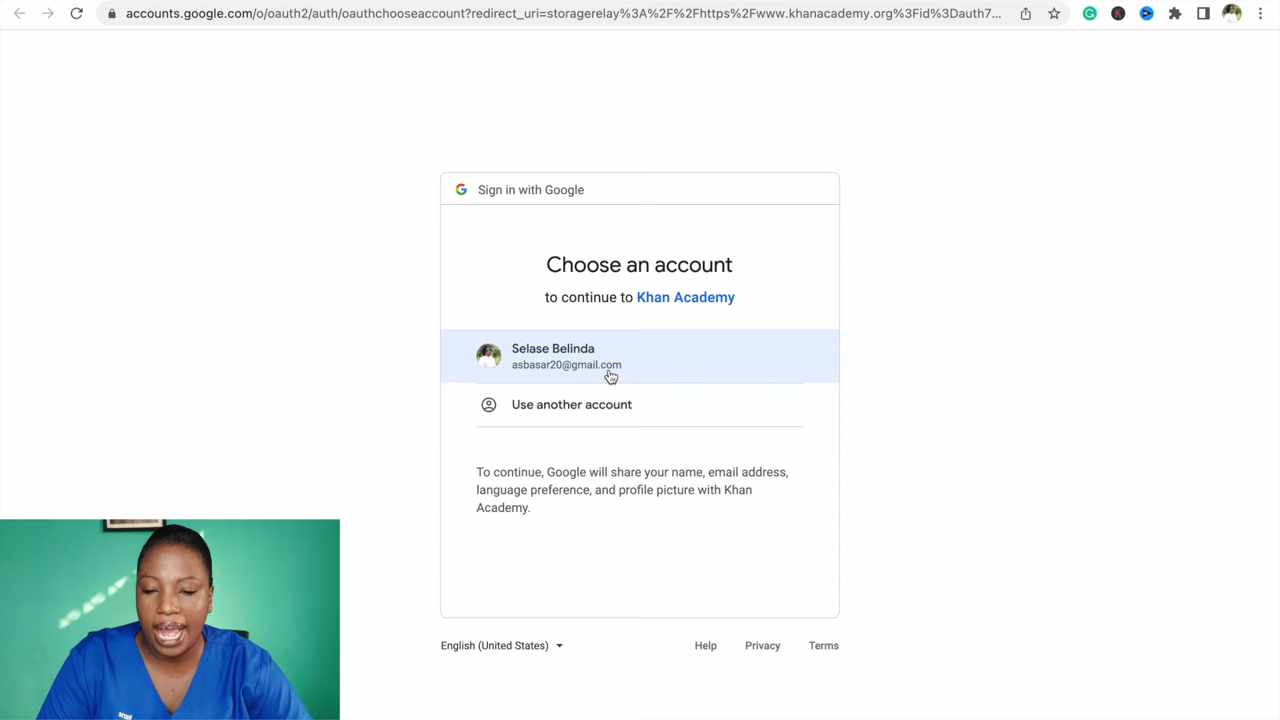 accounts.google.com/o/oauth2/auth/oauthchooseaccount?redirect_uri=storagerelay%3A%2F%2Fhttps%2Fwww.khanacademy.org%3Fid%3Dauth7...
Sign in with Google
Choose an account
to continue to Khan Academy
Selase Belinda
asbasar20@gmail.com
Use another account
To continue, Google will share your name, email address,
language preference, and profile picture with Khan
Academy.
English (United States)
Help Privacy Terms